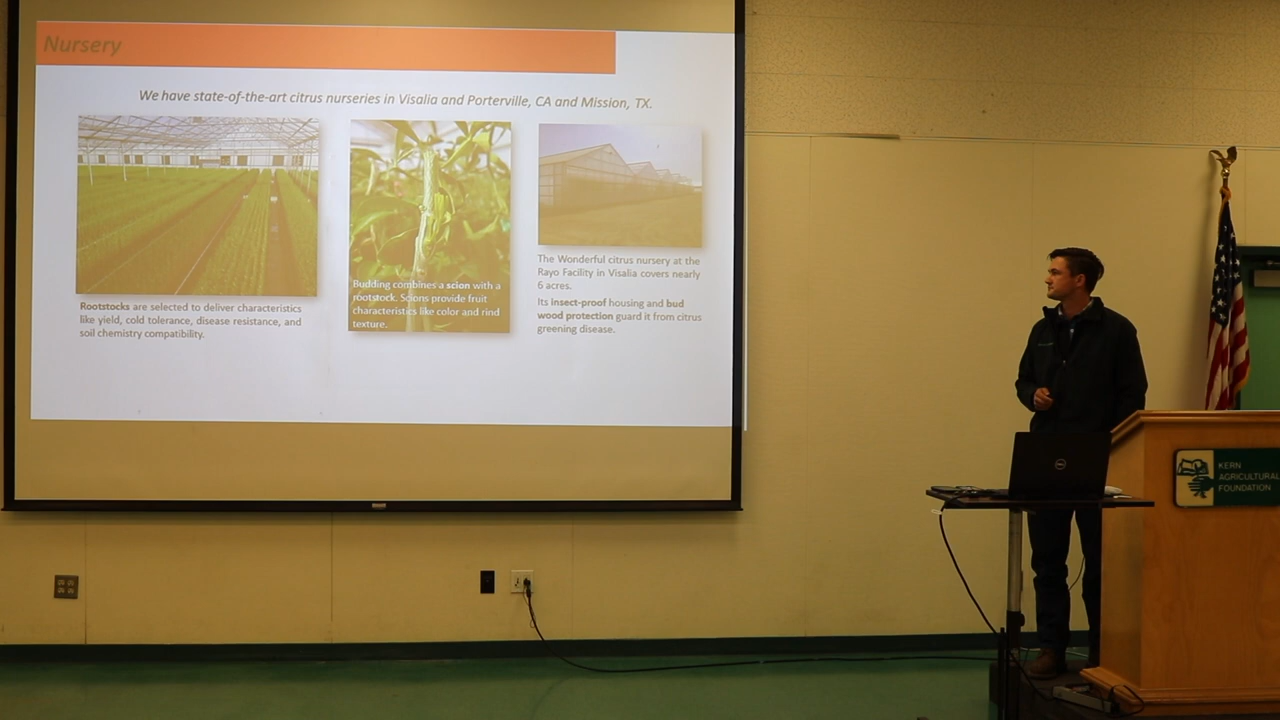 Nursery
We have state-of-the-art citrus nurseries in Visalia and Porterville, CA and Mission, TX.
Rootstocks are selected to deliver characteristics
like yield, cold tolerance, disease resistance, and
soil chemistry compatibility.
Budding combines a scion with a
rootstock. Scions provide fruit
characteristics like color and rind
texture.
The Wonderful citrus nursery at the
Rayo Facility in Visalia covers nearly
6 acres.
Its insect-proof housing and bud
wood protection guard it from citrus
greening disease.
KERN
AGRICULTURAL
FOUNDATION
DELL